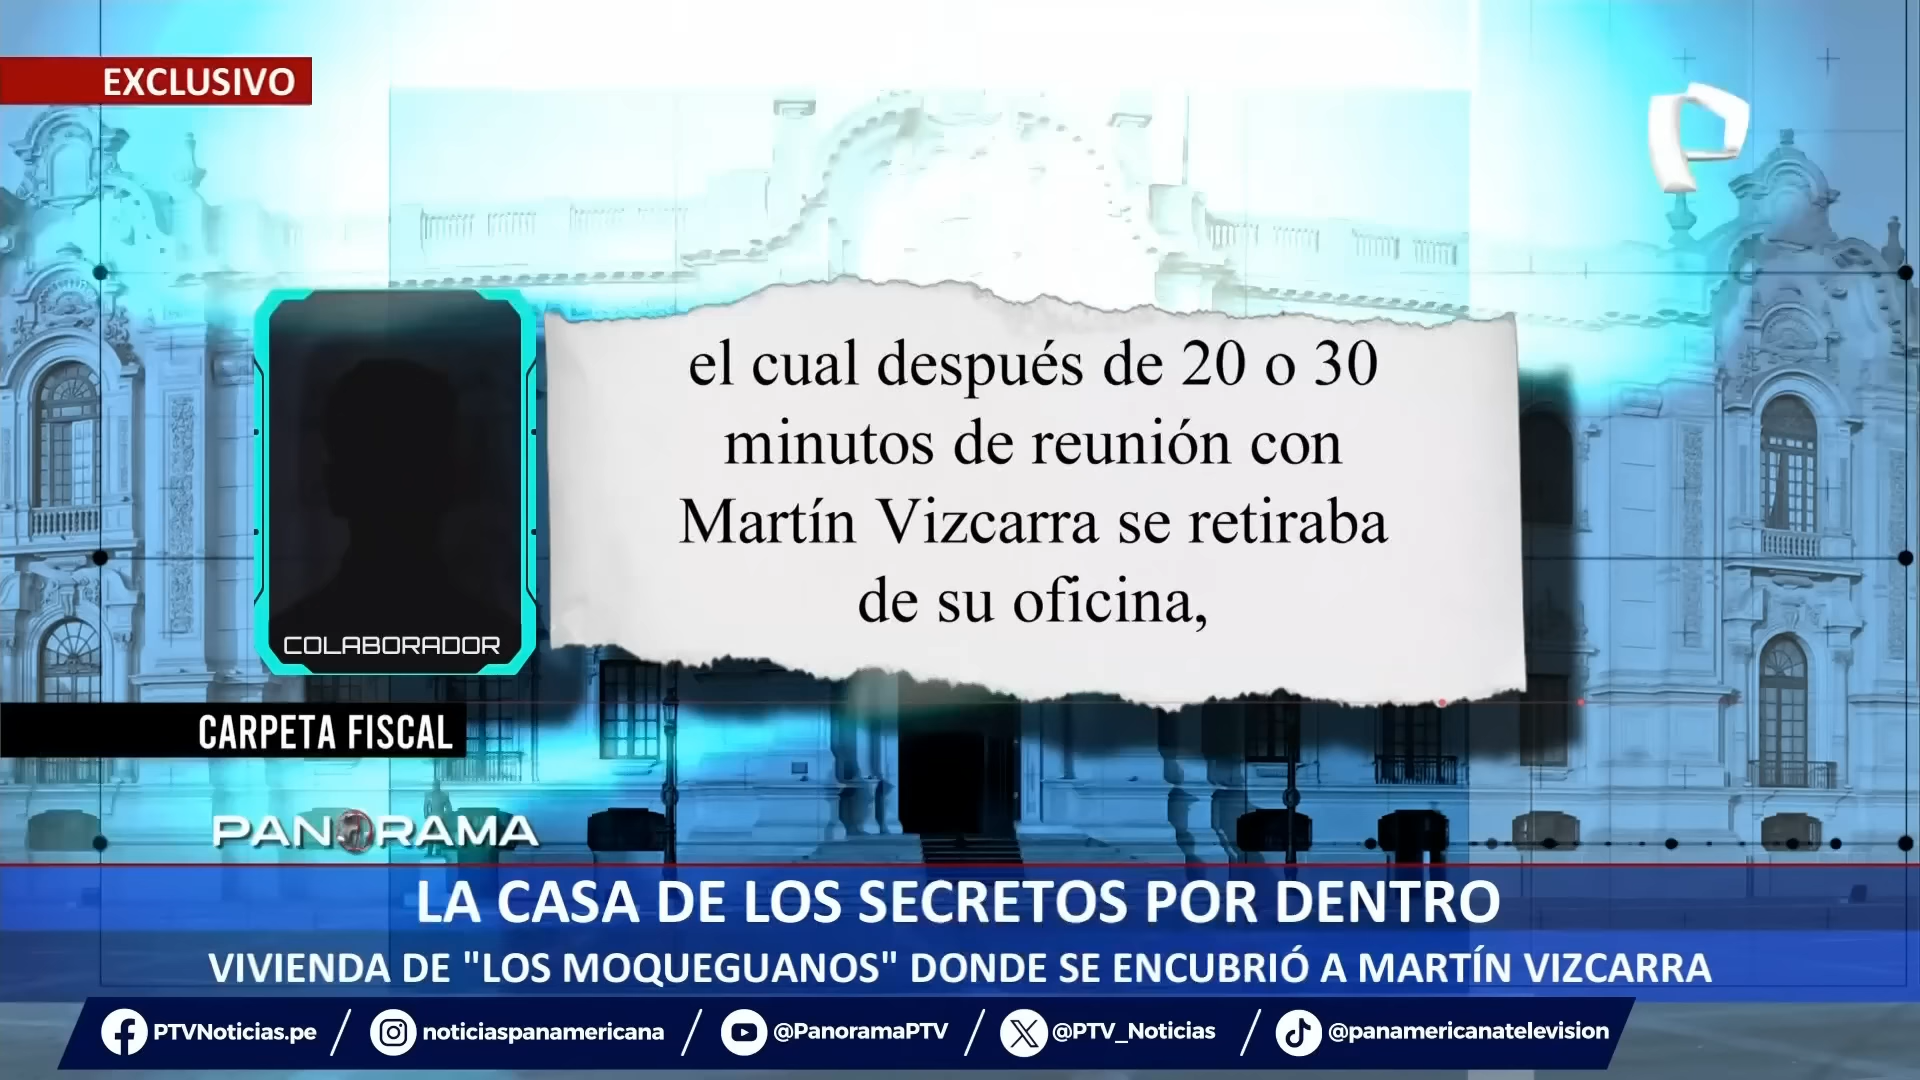 EXCLUSIVO
el cual después de 20 o 30
minutos de reunión con
Martín Vizcarra se retiraba
de su oficina,
COLABORADOR
CARPETA FISCAL
PANORAMA
LA CASA DE LOS SECRETOS POR DENTRO
VIVIENDA DE "LOS MOQUEGUANOS" DONDE SE ENCUBRIÓ A MARTÍN VIZCARRA
PTVNoticias.pe / noticiaspanamericana / @PanoramaPTV / @PTV_Noticias / @panamericanatelevision